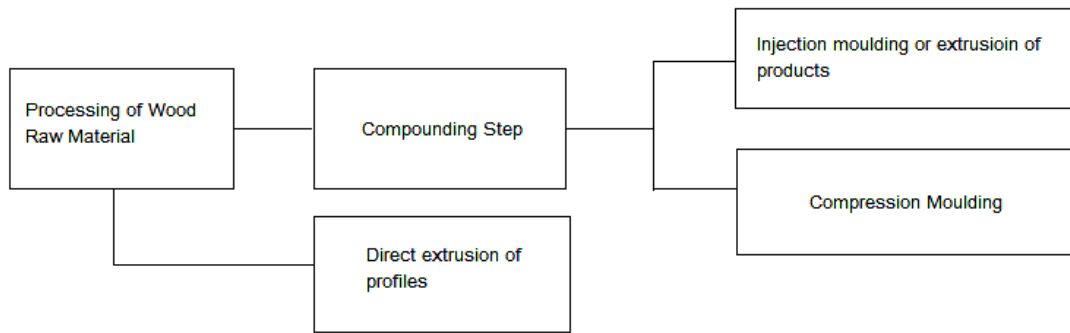 Processing of Wood
Raw Material
Compounding Step
Injection moulding or extrusioin of
products
Compression Moulding
Direct extrusion of
profiles